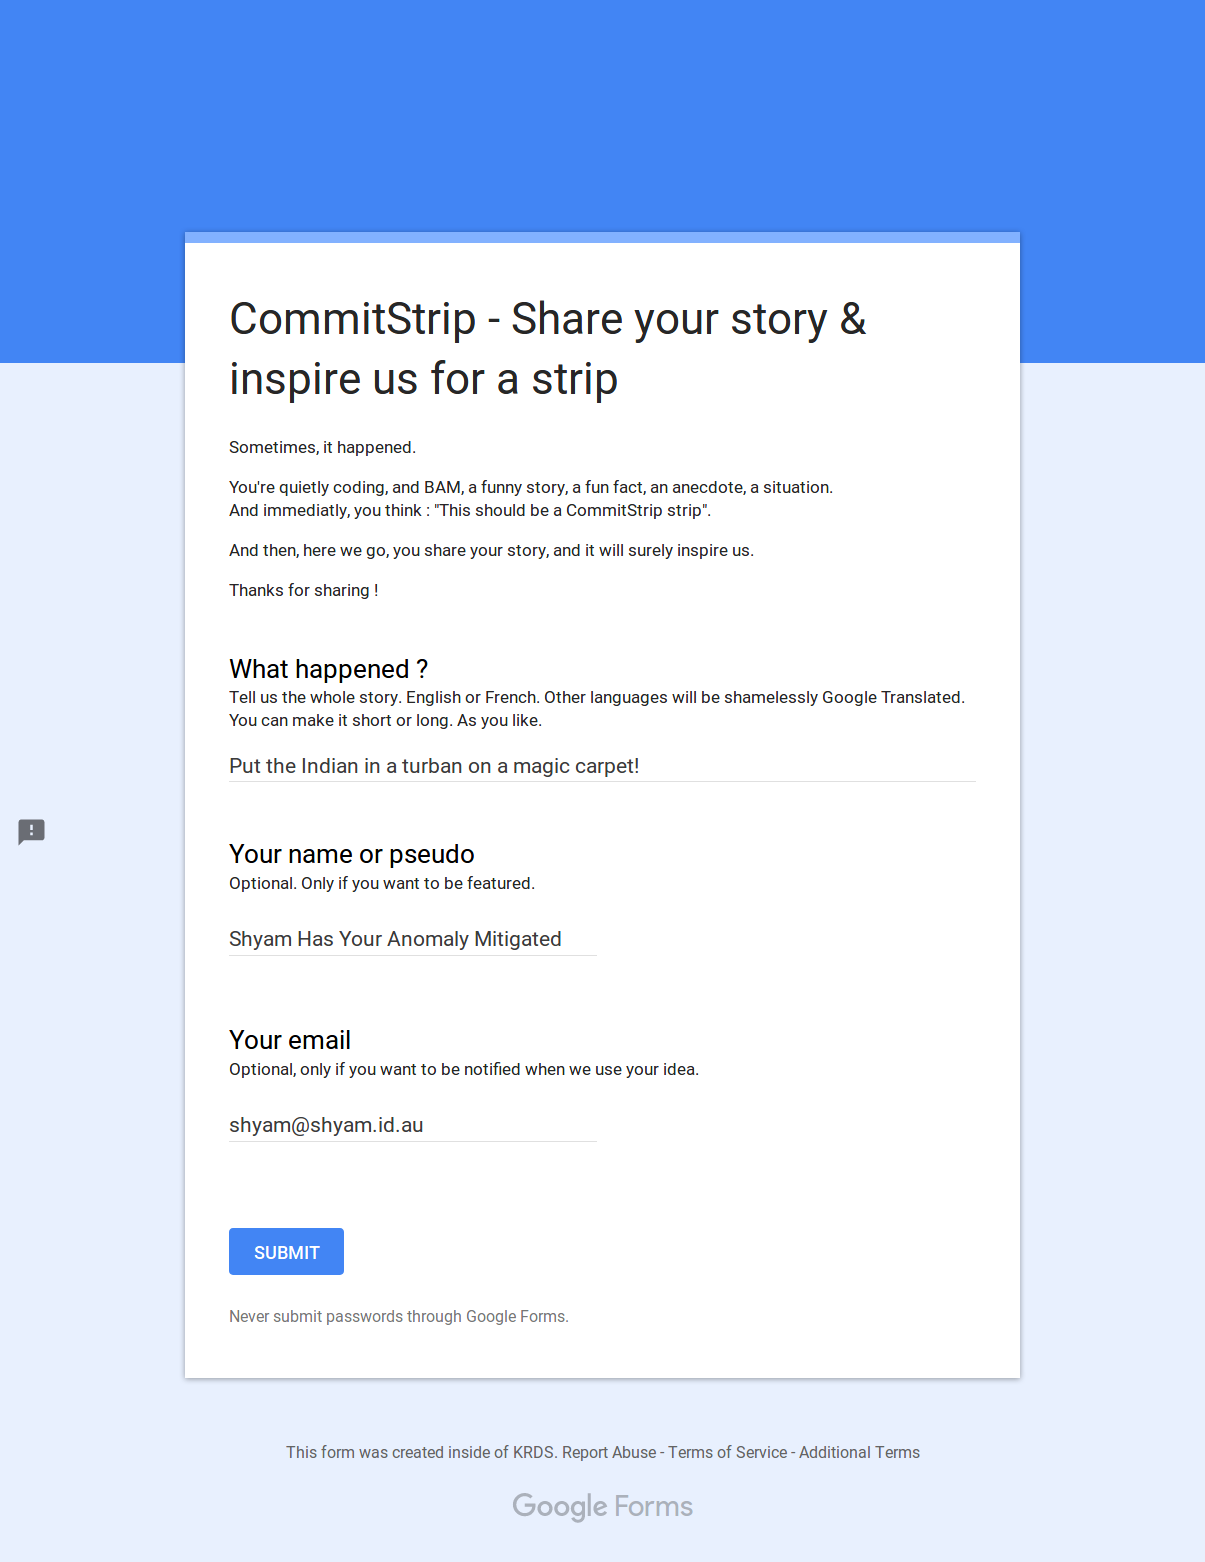 CommitStrip - Share your story &
inspire us for a strip
Sometimes, it happened.
You're quietly coding, and BAM, a funny story, a fun fact, an anecdote, a situation.
And immediatly, you think : "This should be a CommitStrip strip".
And then, here we go, you share your story, and it will surely inspire us.
Thanks for sharing !
What happened ?
Tell us the whole story. English or French. Other languages will be shamelessly Google Translated.
You can make it short or long. As you like.
Put the Indian in a turban on a magic carpet!
Your name or pseudo
Optional. Only if you want to be featured.
Shyam Has Your Anomaly Mitigated
Your email
Optional, only if you want to be notified when we use your idea.
shyam@shyam.id.au
SUBMIT
Never submit passwords through Google Forms.
This form was created inside of KRDS. Report Abuse - Terms of Service - Additional Terms
Google Forms